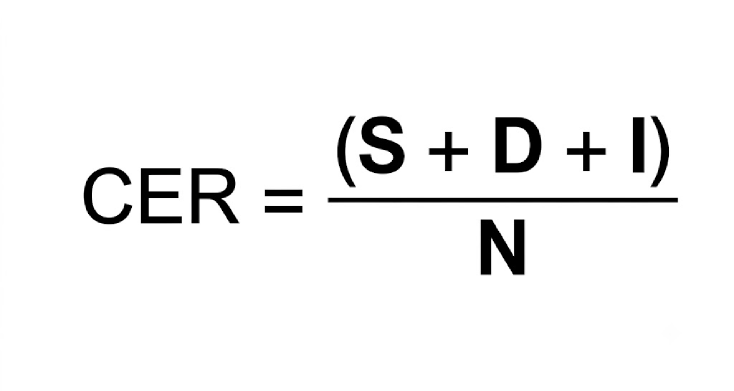 CER = (S + D + I)
N